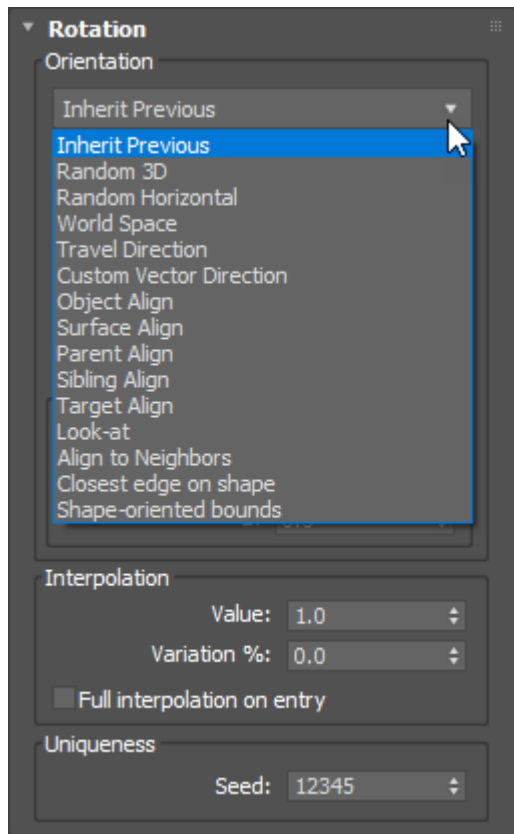 Rotation
Orientation
Inherit Previous
Inherit Previous
Random 3D
Random Horizontal
World Space
Travel Direction
Custom Vector Direction
Object Align
Surface Align
Parent Align
Sibling Align
Target Align
Look-at
Align to Neighbors
Closest edge on shape
Shape-oriented bounds
Interpolation
Value: 1.0
Variation %: 0.0
Full interpolation on entry
Uniqueness
Seed: 12345